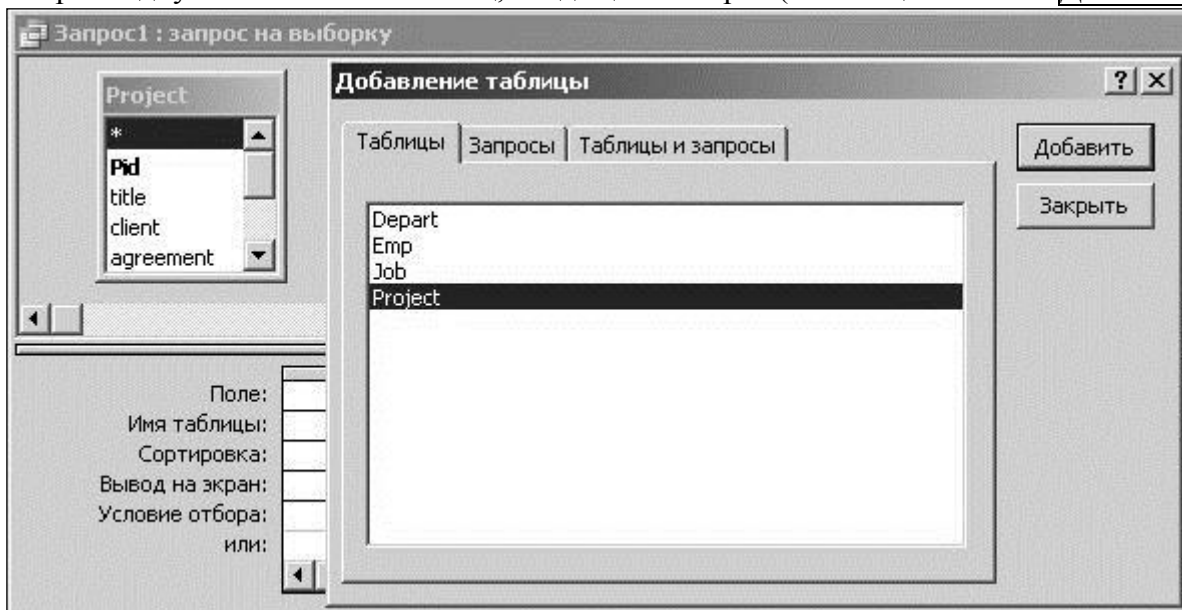 Запрос1 : запрос на выборку
Project
*
Pid
title
client
agreement
Добавление таблицы
Таблицы Запросы Таблицы и запросы
Depart
Emp
Job
Project
Добавить
Закрыть
Поле:
Имя таблицы:
Сортировка:
Вывод на экран:
Условие отбора:
или: